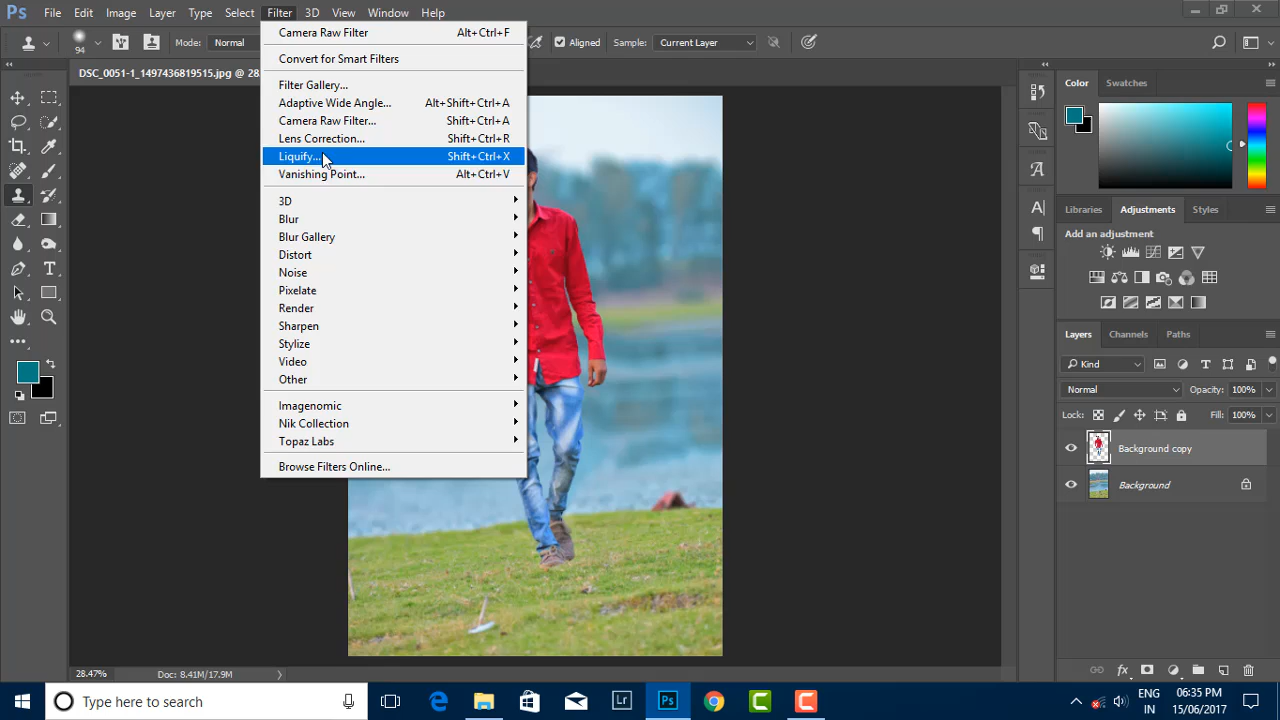 Ps File Edit Image Layer Type Select Filter 3D View Window Help
94 Mode: Normal Aligned Sample: Current Layer
DSC_0051-1_1497436819515.jpg @ 28
Camera Raw Filter Alt+Ctrl+F
Convert for Smart Filters
Filter Gallery...
Adaptive Wide Angle... Alt+Shift+Ctrl+A
Camera Raw Filter... Shift+Ctrl+A
Lens Correction... Shift+Ctrl+R
Liquify... Shift+Ctrl+X
Vanishing Point... Alt+Ctrl+V
3D
Blur
Blur Gallery
Distort
Noise
Pixelate
Render
Sharpen
Stylize
Video
Other
Imagenomic
Nik Collection
Topaz Labs
Browse Filters Online...
Color Swatches
Libraries Adjustments Styles
Add an adjustment
Layers Channels Paths
Kind
Normal Opacity: 100%
Lock: Fill: 100%
Background copy
Background
28.47% Doc: 8.41M/17.9M
Type here to search
Lr Ps
ENG 06:35 PM
IN 15/06/2017